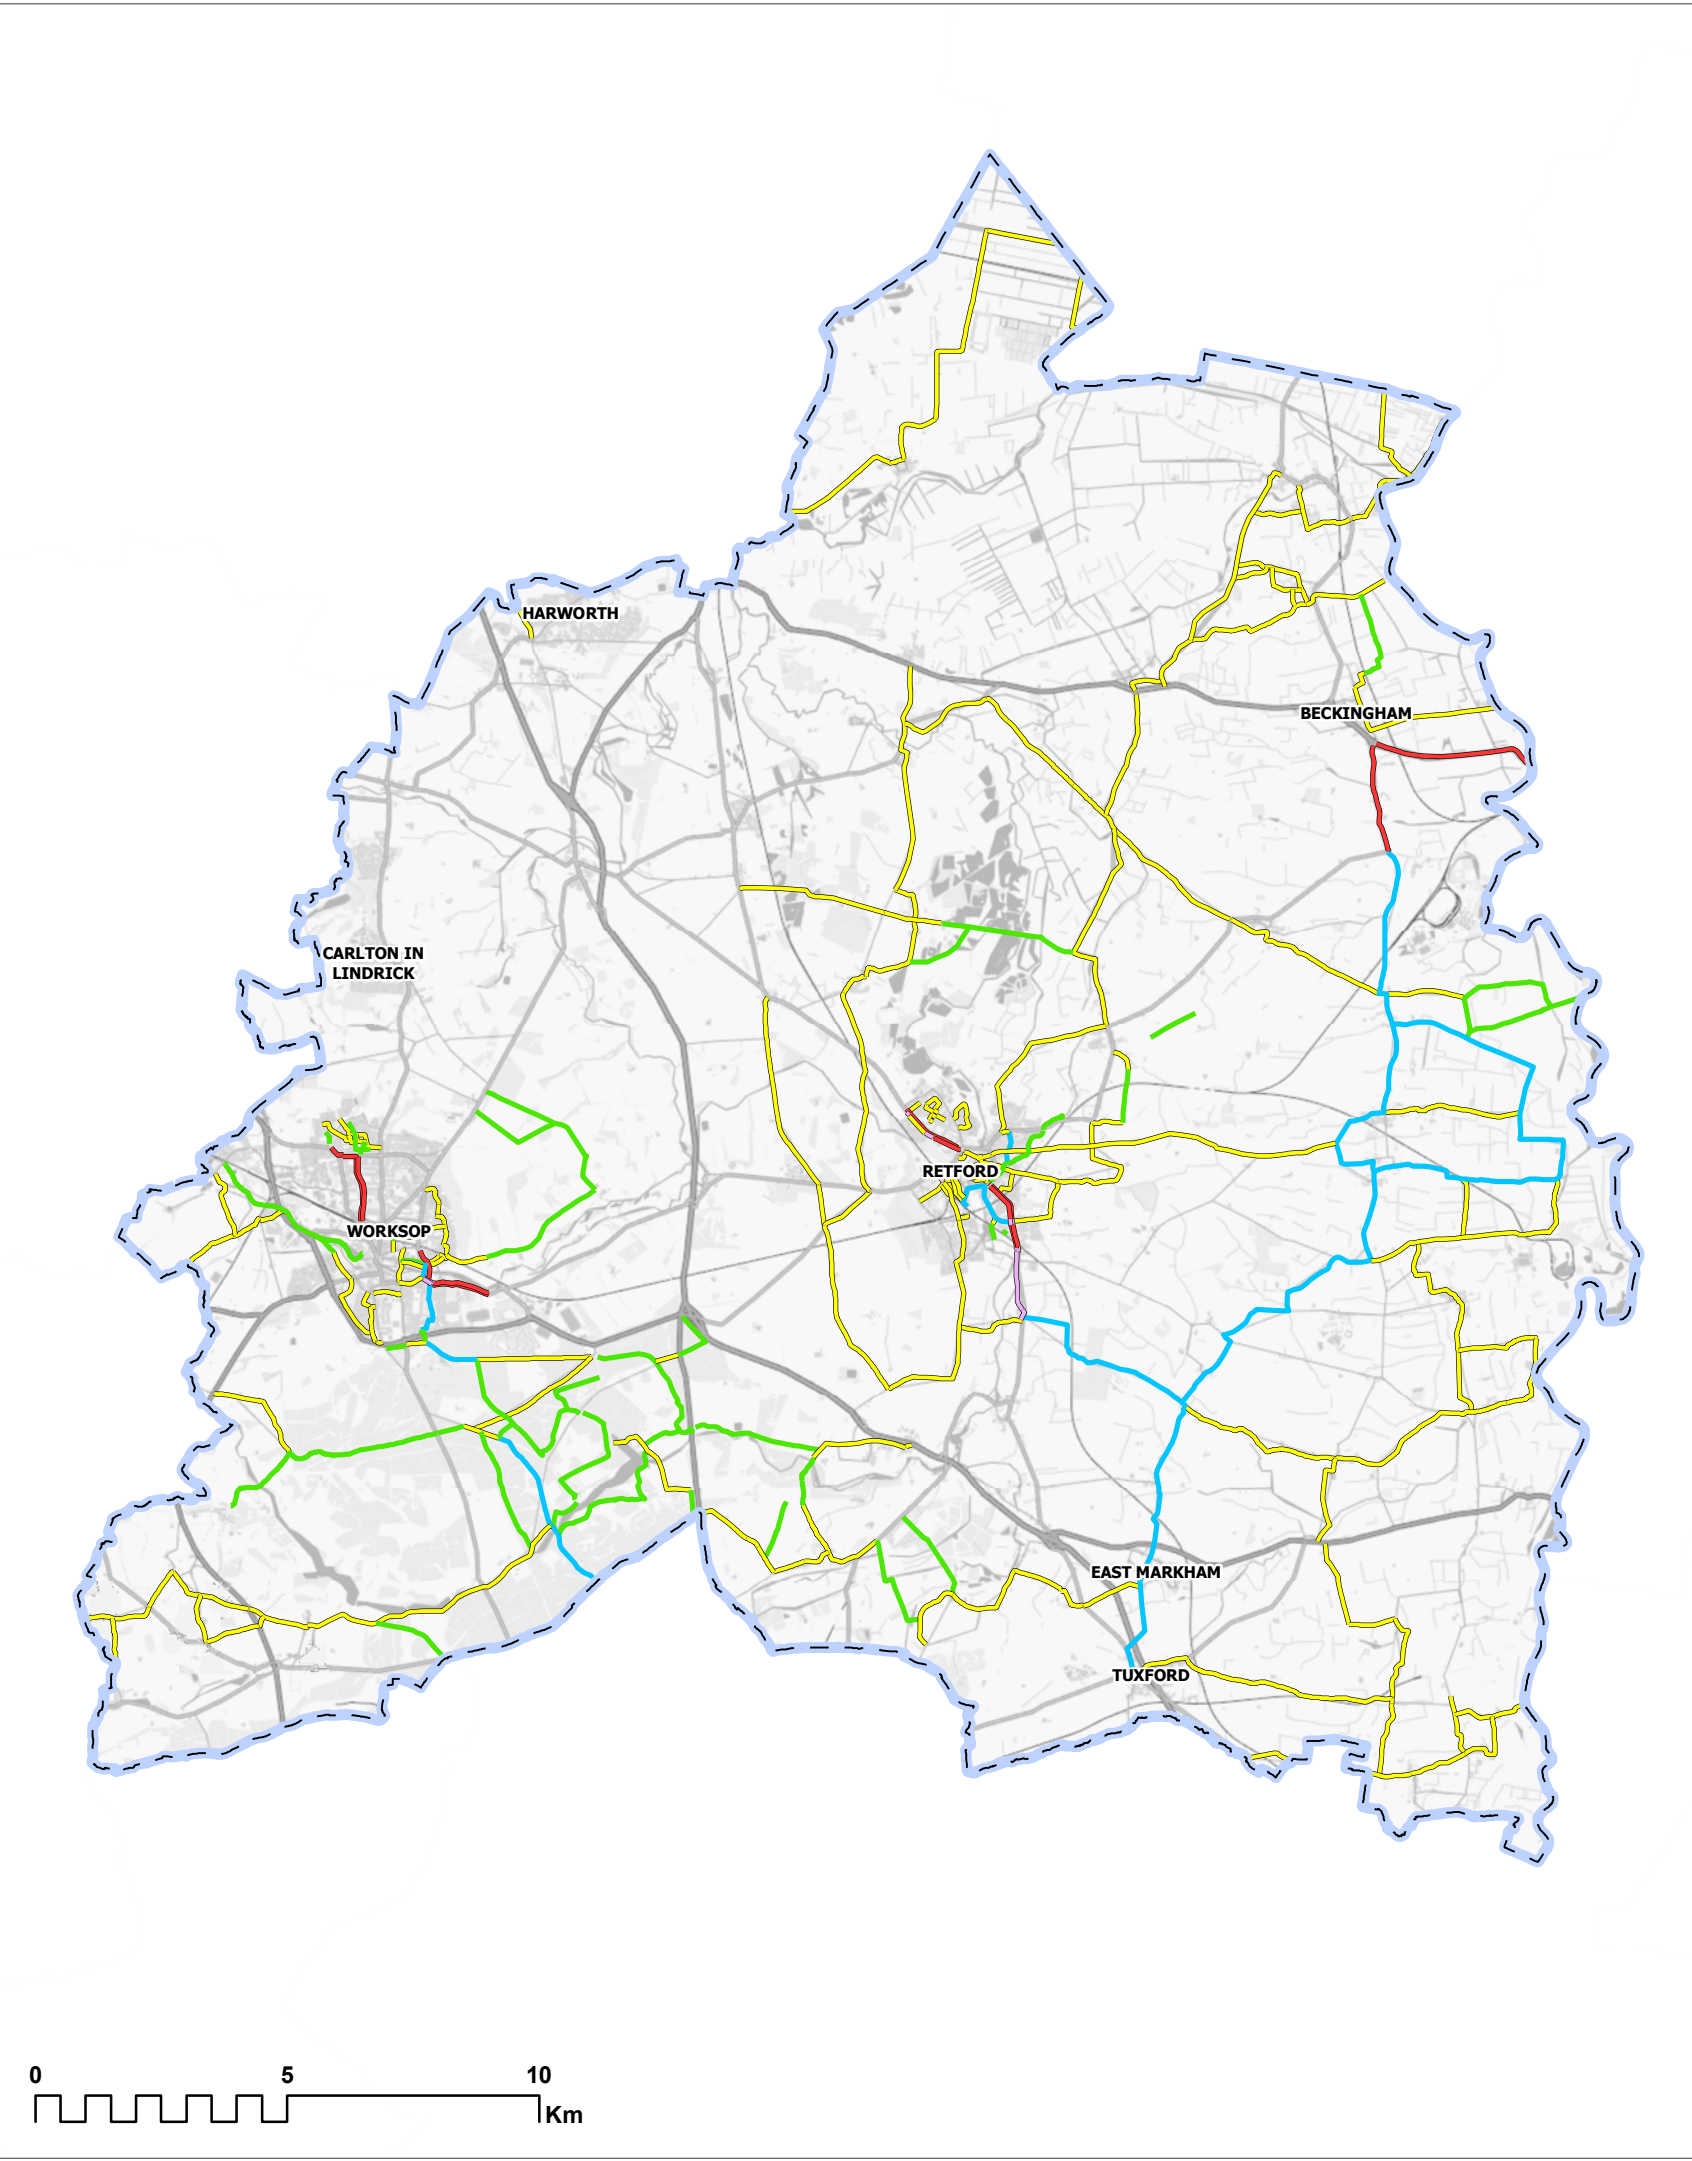 HARWORTH
BECKINGHAM
CARLTON IN
LINDRICK
RETFORD
WORKSOP
EAST MARKHAM
TUXFORD
0 5 10
Km